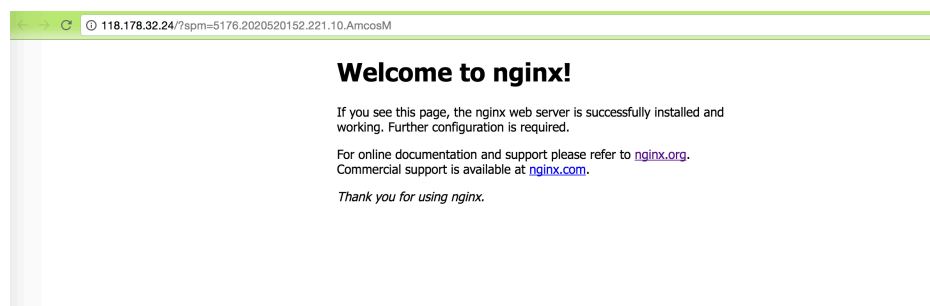 118.178.32.24/?spm=5176.2020520152.221.10.AmcosM
Welcome to nginx!
If you see this page, the nginx web server is successfully installed and
working. Further configuration is required.
For online documentation and support please refer to nginx.org.
Commercial support is available at nginx.com.
Thank you for using nginx.